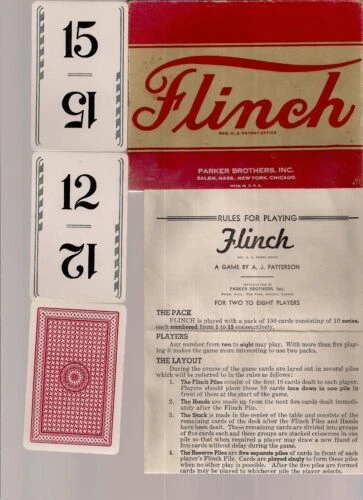 15
15
Flinch
REG. U. S. PATENT OFFICE
PARKER BROTHERS, INC.
SALEM, MASS., NEW YORK, CHICAGO.
MADE IN U. S. A.
12
12
RULES FOR PLAYING
Flinch
REG. U. S. PATENT OFFICE
A GAME BY A. J. PATTERSON
PARKER BROTHERS, Inc.
FOR TWO TO EIGHT PLAYERS
THE PACK
FLINCH is played with a pack of 150 cards consisting of 10 series,
each numbered from 1 to 15 consecutively.
PLAYERS
Any number from two to eight may play. With more than five play-
ing it makes the game more interesting to use two packs.
THE LAYOUT
During the course of the game cards are laid out in several piles
which will be referred to in the rules as follows:
1. The Flinch Piles consist of the first 10 cards dealt to each player.
Players should place these 10 cards face down in one pile in
front of them at the start of the game.
2. The Hands are made up from the next five cards dealt immedi-
ately after the Flinch Pile.
3. The Stock is made in the center of the table and consists of the
remaining cards of the deck after the Flinch Piles and Hands
have been dealt. These remaining cards are divided into groups
of five cards each and these groups are stacked crisscross in one
pile so that when required a player may draw a new Hand of
five cards without delay during the game.
4. The Reserve Piles are five separate piles of cards in front of each
player's Flinch Pile. Cards are played singly to form these piles
when no other play is possible. After all the five piles are formed
cards may be placed to whichever pile the player selects.